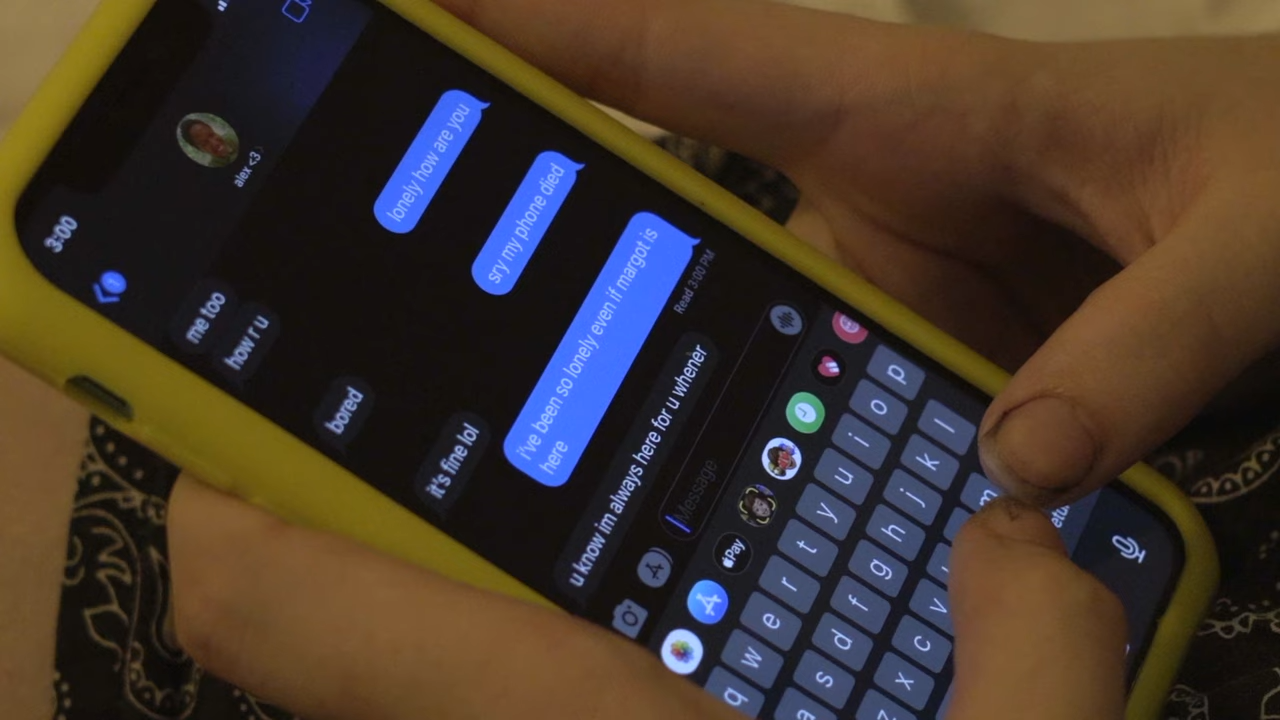 3:00
alex <3
me too
how r u
lonely how are you
bored
sry my phone died
it's fine lol
i've been so lonely even if margot is
here
Read 3:00 PM
u know im always here for u whener
Message
Pay
q w e r t y u i o p
a s d f g h j k l
z x c v m